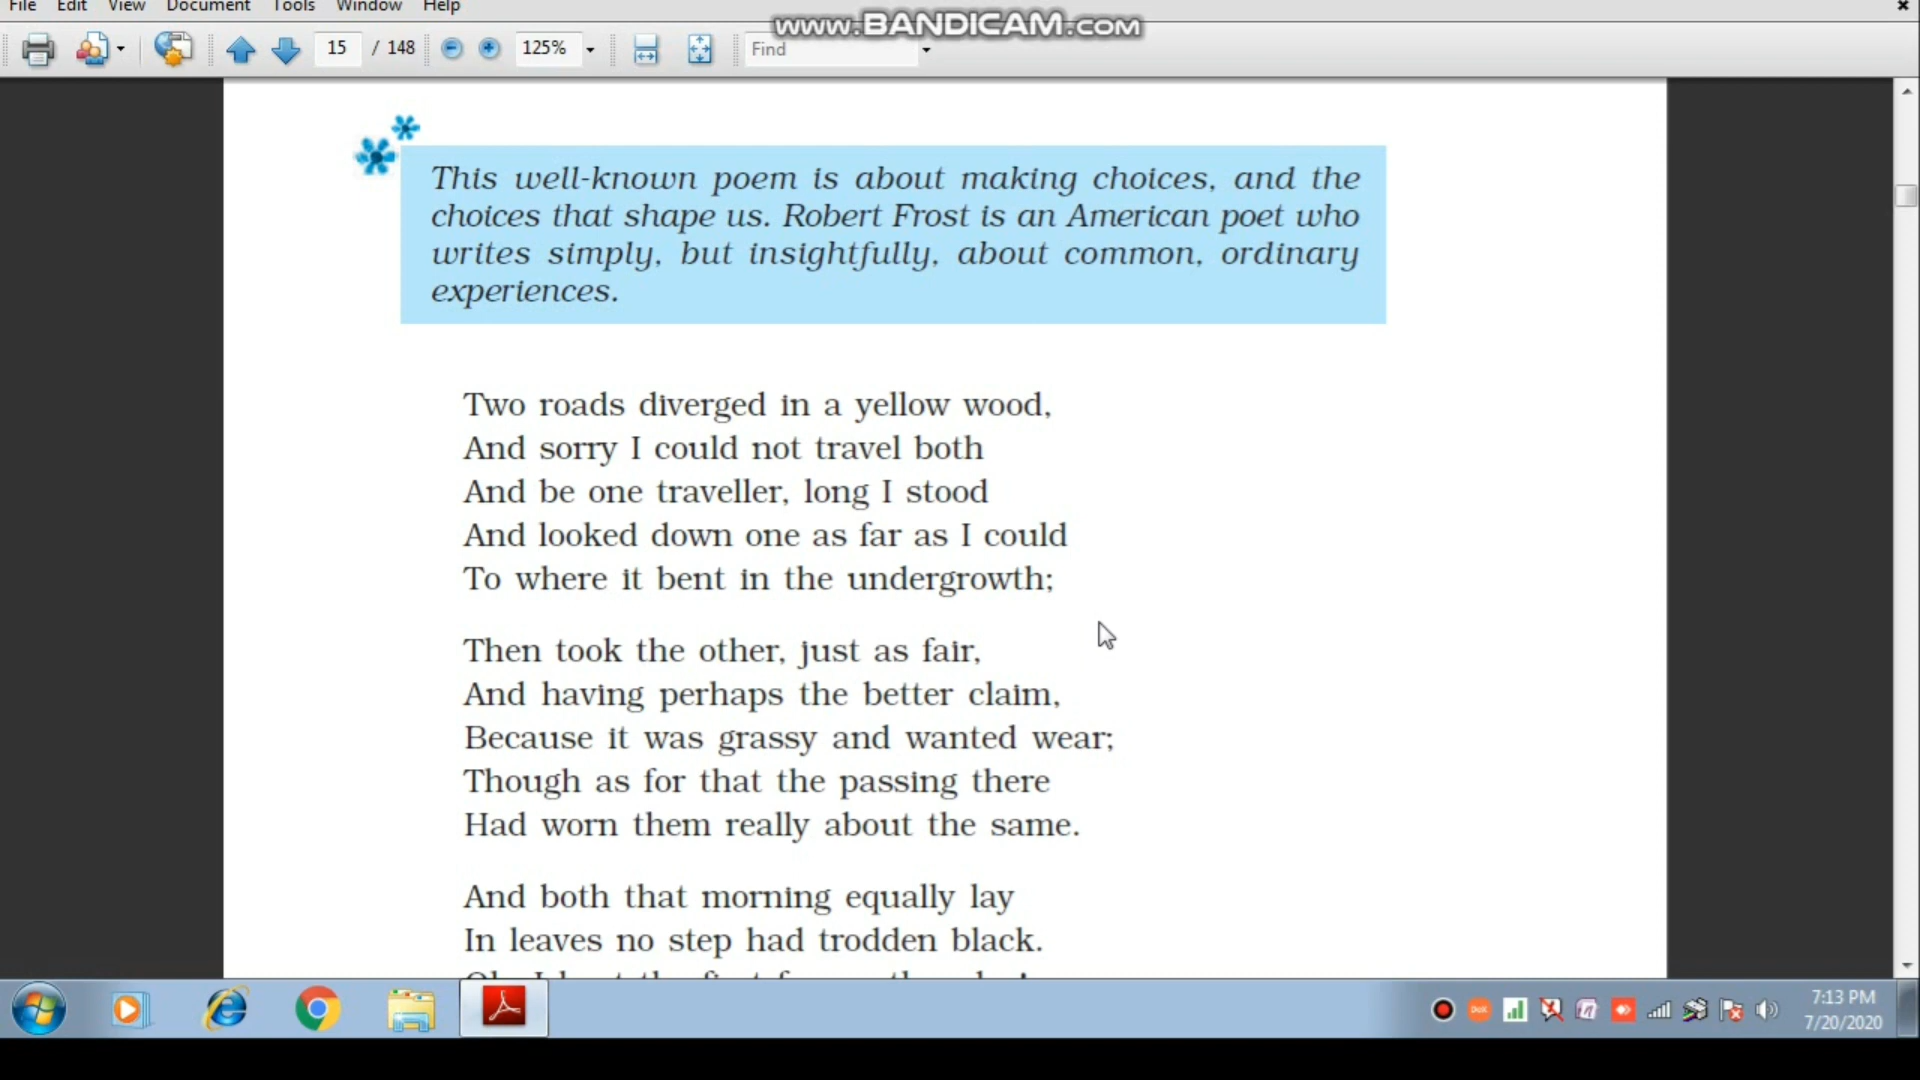 File Edit View Document Tools Window Help
www.BANDICAM.com
15 / 148 125% Find
This well-known poem is about making choices, and the
choices that shape us. Robert Frost is an American poet who
writes simply, but insightfully, about common, ordinary
experiences.
Two roads diverged in a yellow wood,
And sorry I could not travel both
And be one traveller, long I stood
And looked down one as far as I could
To where it bent in the undergrowth;
Then took the other, just as fair,
And having perhaps the better claim,
Because it was grassy and wanted wear;
Though as for that the passing there
Had worn them really about the same.
And both that morning equally lay
In leaves no step had trodden black.
7:13 PM
7/20/2020